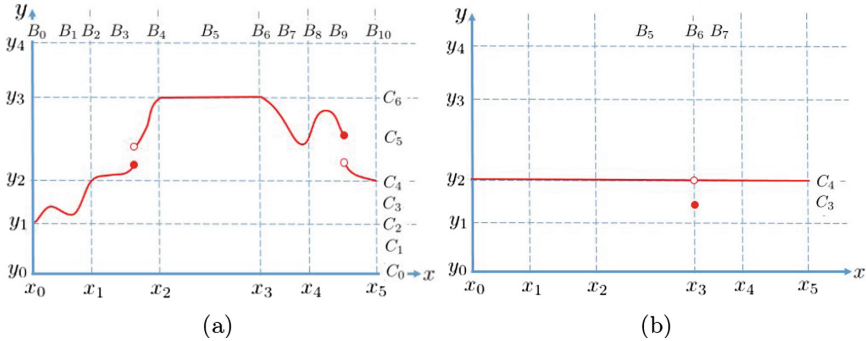 y
B₀ B₁ B₂ B₃ B₄ B₅ B₆ B₇ B₈ B₉ B₁₀
y₄
y₃ C₆
C₅
y₂ C₄
C₃
y₁ C₂
C₁
y₀ C₀ x
x₀ x₁ x₂ x₃ x₄ x₅
(a)
y
B₅ B₆ B₇
y₄
y₃
y₂ C₄
C₃
y₁
y₀ x
x₀ x₁ x₂ x₃ x₄ x₅
(b)